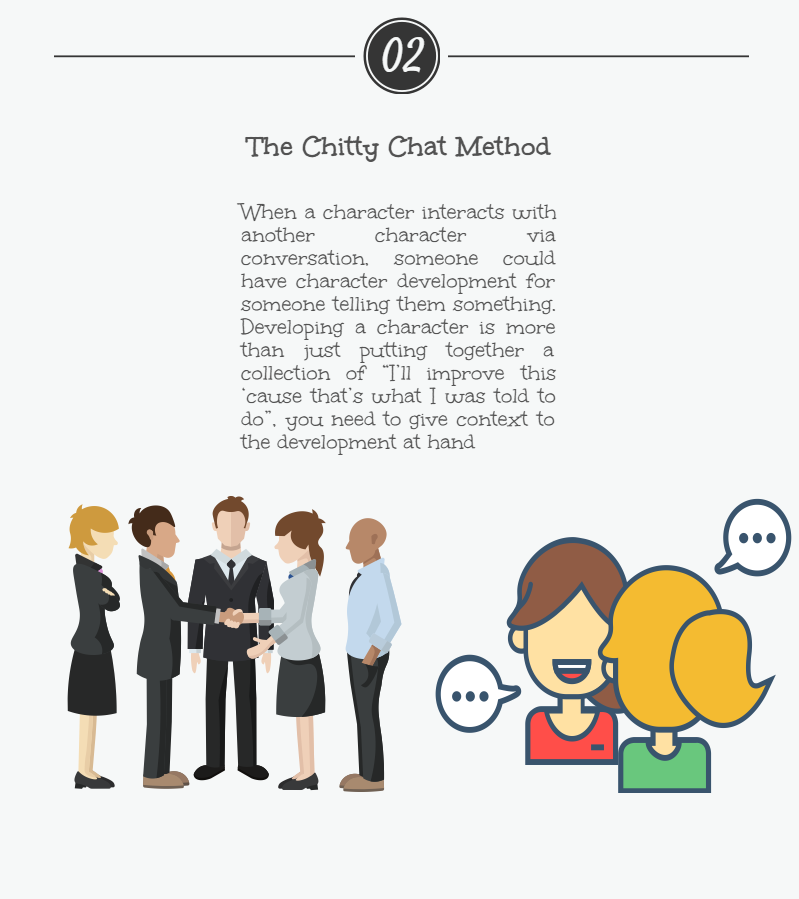 02
The Chitty Chat Method
When a character interacts with
another character via
conversation, someone could
have character development for
someone telling them something.
Developing a character is more
than just putting together a
collection of "I'll improve this
'cause that's what I was told to
do", you need to give context to
the development at hand